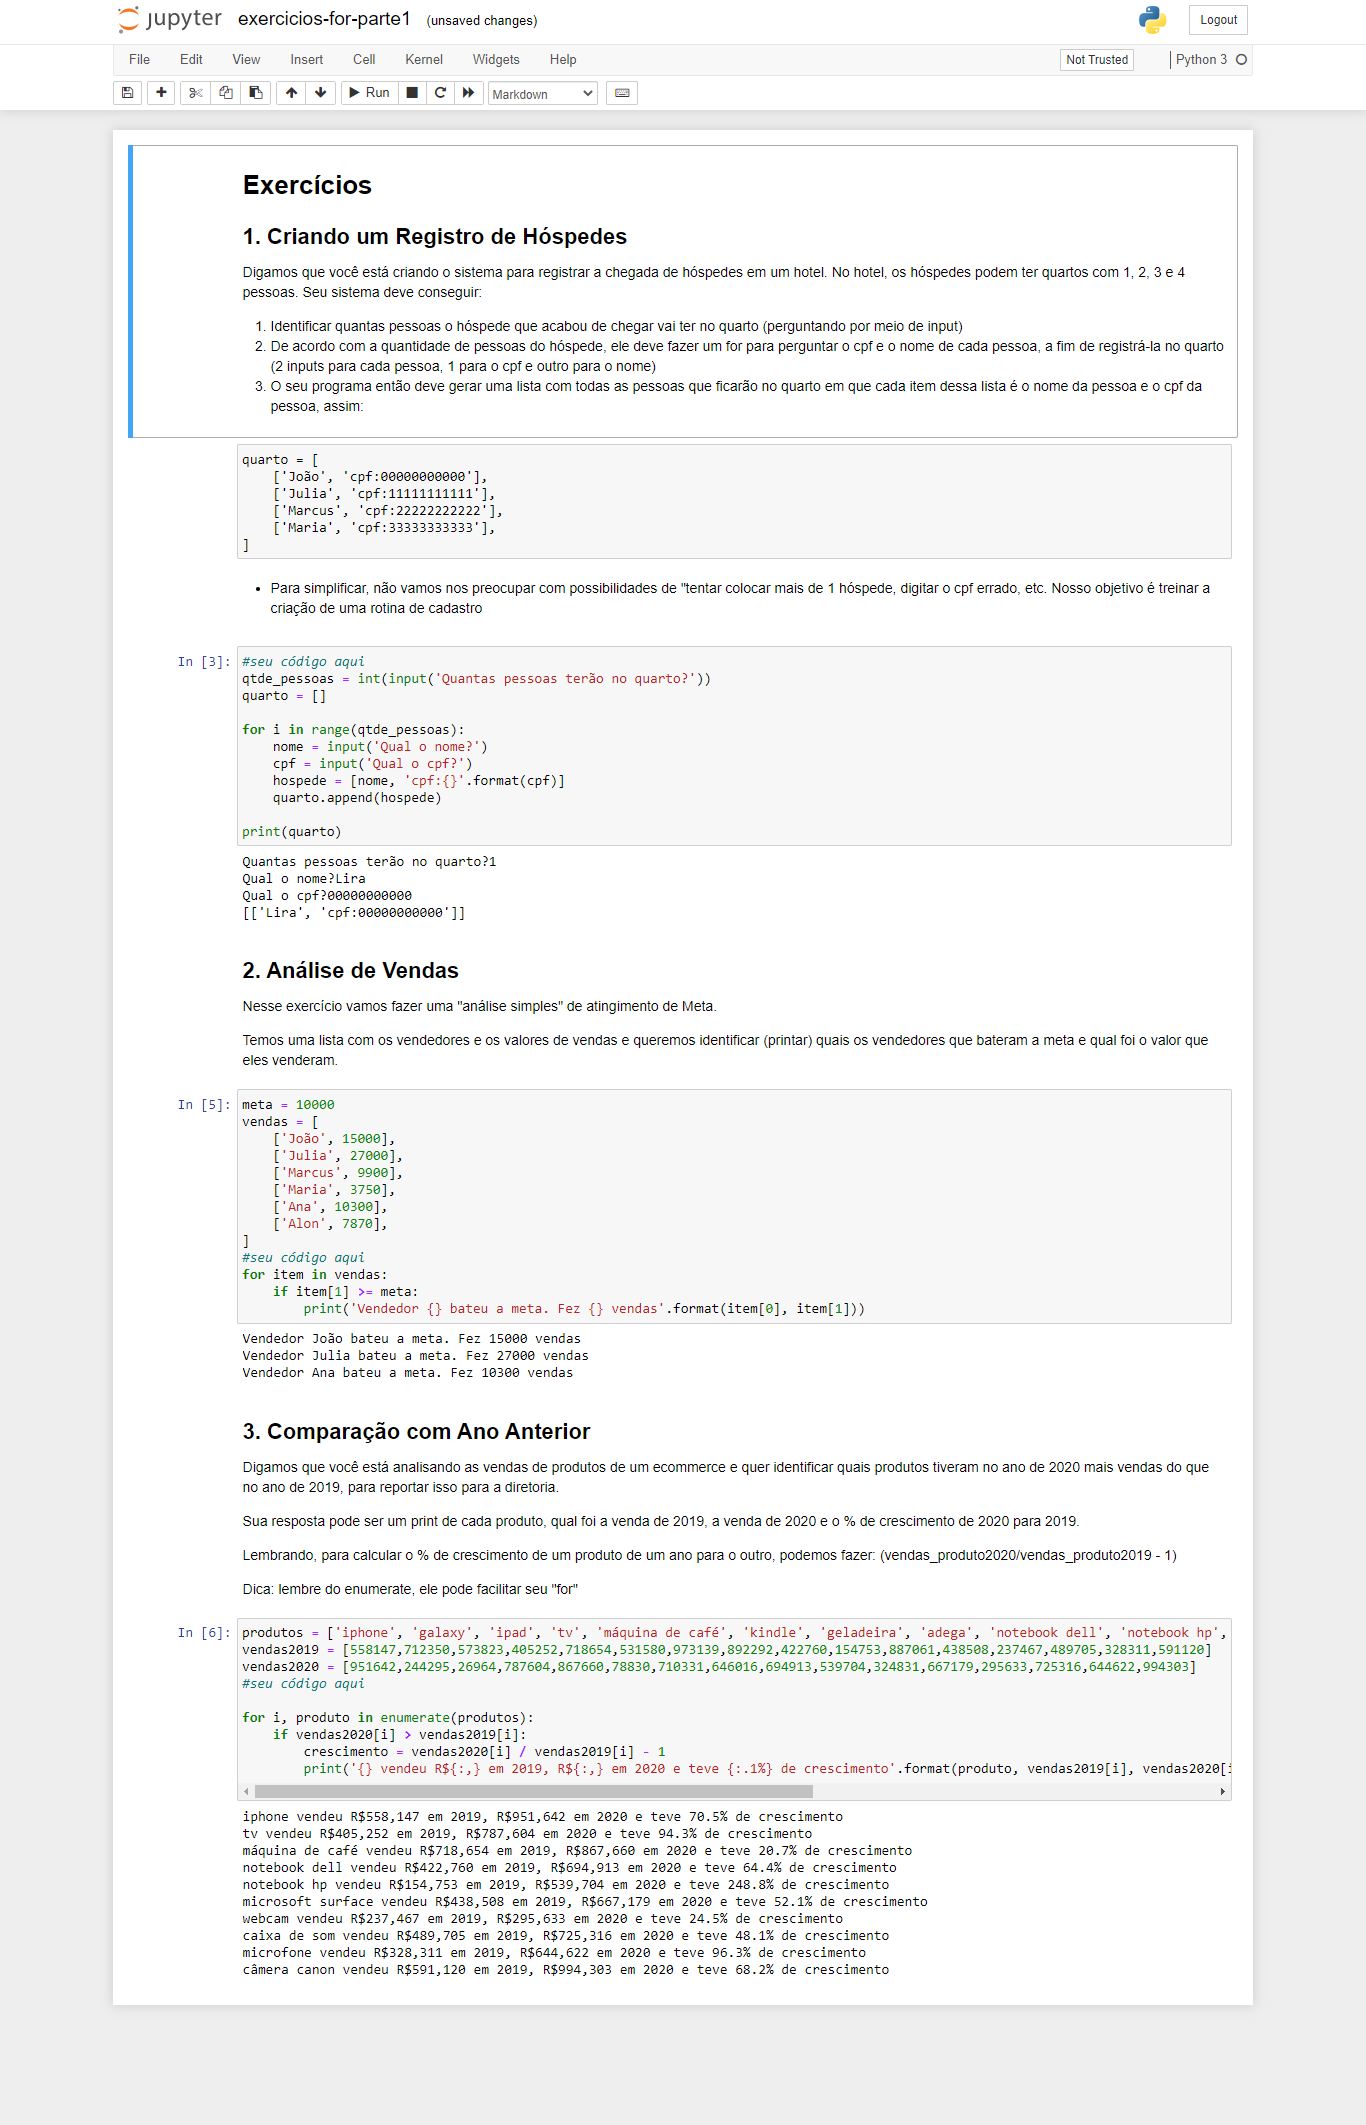 jupyter exercicios-for-parte1 (unsaved changes) Logout
File Edit View Insert Cell Kernel Widgets Help Not Trusted Python 3
Run Markdown
Exercícios
1. Criando um Registro de Hóspedes
Digamos que você está criando o sistema para registrar a chegada de hóspedes em um hotel. No hotel, os hóspedes podem ter quartos com 1, 2, 3 e 4
pessoas. Seu sistema deve conseguir:
1. Identificar quantas pessoas o hóspede que acabou de chegar vai ter no quarto (perguntando por meio de input)
2. De acordo com a quantidade de pessoas do hóspede, ele deve fazer um for para perguntar o cpf e o nome de cada pessoa, a fim de registrá-la no quarto
(2 inputs para cada pessoa, 1 para o cpf e outro para o nome)
3. O seu programa então deve gerar uma lista com todas as pessoas que ficarão no quarto em que cada item dessa lista é o nome da pessoa e o cpf da
pessoa, assim:
quarto = [
    ['João', 'cpf:00000000000'],
    ['Julia', 'cpf:11111111111'],
    ['Marcus', 'cpf:22222222222'],
    ['Maria', 'cpf:33333333333'],
]
• Para simplificar, não vamos nos preocupar com possibilidades de "tentar colocar mais de 1 hóspede, digitar o cpf errado, etc. Nosso objetivo é treinar a
criação de uma rotina de cadastro
In [3]: #seu código aqui
qtde_pessoas = int(input('Quantas pessoas terão no quarto?'))
quarto = []
for i in range(qtde_pessoas):
    nome = input('Qual o nome?')
    cpf = input('Qual o cpf?')
    hospede = [nome, 'cpf:{}'.format(cpf)]
    quarto.append(hospede)
print(quarto)
Quantas pessoas terão no quarto?1
Qual o nome?Lira
Qual o cpf?00000000000
[['Lira', 'cpf:00000000000']]
2. Análise de Vendas
Nesse exercício vamos fazer uma "análise simples" de atingimento de Meta.
Temos uma lista com os vendedores e os valores de vendas e queremos identificar (printar) quais os vendedores que bateram a meta e qual foi o valor que
eles venderam.
In [5]: meta = 10000
vendas = [
    ['João', 15000],
    ['Julia', 27000],
    ['Marcus', 9900],
    ['Maria', 3750],
    ['Ana', 10300],
    ['Alon', 7870],
]
#seu código aqui
for item in vendas:
    if item[1] >= meta:
        print('Vendedor {} bateu a meta. Fez {} vendas'.format(item[0], item[1]))
Vendedor João bateu a meta. Fez 15000 vendas
Vendedor Julia bateu a meta. Fez 27000 vendas
Vendedor Ana bateu a meta. Fez 10300 vendas
3. Comparação com Ano Anterior
Digamos que você está analisando as vendas de produtos de um ecommerce e quer identificar quais produtos tiveram no ano de 2020 mais vendas do que
no ano de 2019, para reportar isso para a diretoria.
Sua resposta pode ser um print de cada produto, qual foi a venda de 2019, a venda de 2020 e o % de crescimento de 2020 para 2019.
Lembrando, para calcular o % de crescimento de um produto de um ano para o outro, podemos fazer: (vendas_produto2020/vendas_produto2019 - 1)
Dica: lembre do enumerate, ele pode facilitar seu "for"
In [6]: produtos = ['iphone', 'galaxy', 'ipad', 'tv', 'máquina de café', 'kindle', 'geladeira', 'adega', 'notebook dell', 'notebook hp',
vendas2019 = [558147,712350,573823,405252,718654,531580,973139,892292,422760,154753,887061,438508,237467,489705,328311,591120]
vendas2020 = [951642,244295,26964,787604,867660,78830,710331,646016,694913,539704,324831,667179,295633,725316,644622,994303]
#seu código aqui
for i, produto in enumerate(produtos):
    if vendas2020[i] > vendas2019[i]:
        crescimento = vendas2020[i] / vendas2019[i] - 1
        print('{} vendeu R${:,} em 2019, R${:,} em 2020 e teve {:.1%} de crescimento'.format(produto, vendas2019[i], vendas2020[i
iphone vendeu R$558,147 em 2019, R$951,642 em 2020 e teve 70.5% de crescimento
tv vendeu R$405,252 em 2019, R$787,604 em 2020 e teve 94.3% de crescimento
máquina de café vendeu R$718,654 em 2019, R$867,660 em 2020 e teve 20.7% de crescimento
notebook dell vendeu R$422,760 em 2019, R$694,913 em 2020 e teve 64.4% de crescimento
notebook hp vendeu R$154,753 em 2019, R$539,704 em 2020 e teve 248.8% de crescimento
microsoft surface vendeu R$438,508 em 2019, R$667,179 em 2020 e teve 52.1% de crescimento
webcam vendeu R$237,467 em 2019, R$295,633 em 2020 e teve 24.5% de crescimento
caixa de som vendeu R$489,705 em 2019, R$725,316 em 2020 e teve 48.1% de crescimento
microfone vendeu R$328,311 em 2019, R$644,622 em 2020 e teve 96.3% de crescimento
câmera canon vendeu R$591,120 em 2019, R$994,303 em 2020 e teve 68.2% de crescimento